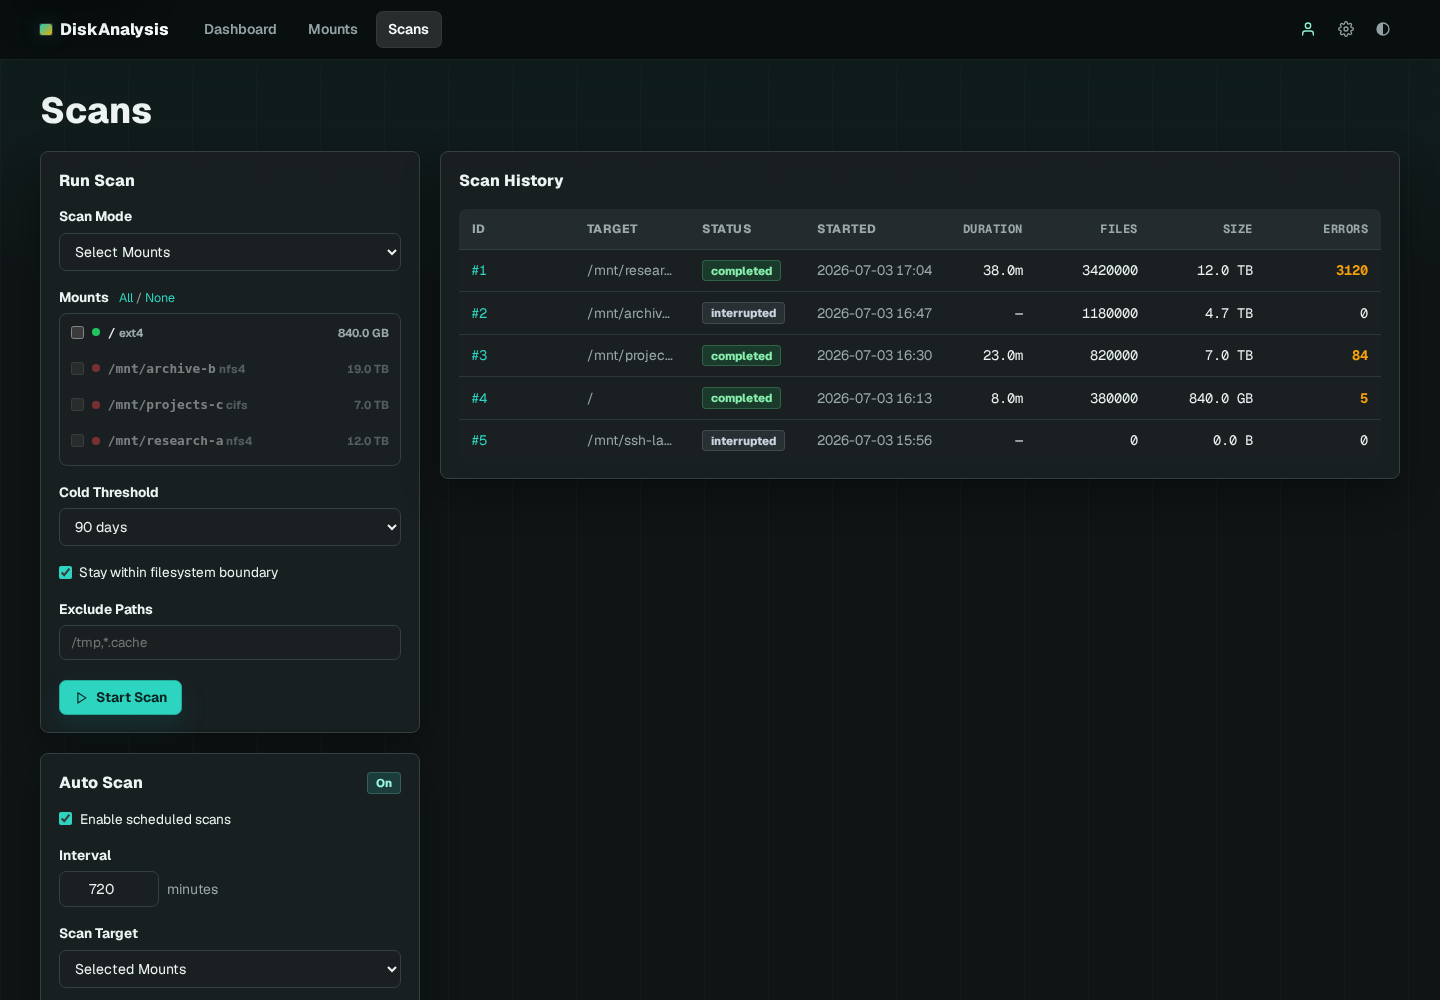 DiskAnalysis Dashboard Mounts Scans
Scans
Run Scan
Scan Mode
Select Mounts
Mounts All / None
/ ext4 840.0 GB
/mnt/archive-b nfs4 19.0 TB
/mnt/projects-c cifs 7.0 TB
/mnt/research-a nfs4 12.0 TB
Cold Threshold
90 days
Stay within filesystem boundary
Exclude Paths
/tmp,*.cache
Start Scan
Auto Scan On
Enable scheduled scans
Interval
720 minutes
Scan Target
Selected Mounts
Scan History
ID TARGET STATUS STARTED DURATION FILES SIZE ERRORS
#1 /mnt/resear... completed 2026-07-03 17:04 38.0m 3420000 12.0 TB 3120
#2 /mnt/archiv... interrupted 2026-07-03 16:47 — 1180000 4.7 TB 0
#3 /mnt/projec... completed 2026-07-03 16:30 23.0m 820000 7.0 TB 84
#4 / completed 2026-07-03 16:13 8.0m 380000 840.0 GB 5
#5 /mnt/ssh-la... interrupted 2026-07-03 15:56 — 0 0.0 B 0